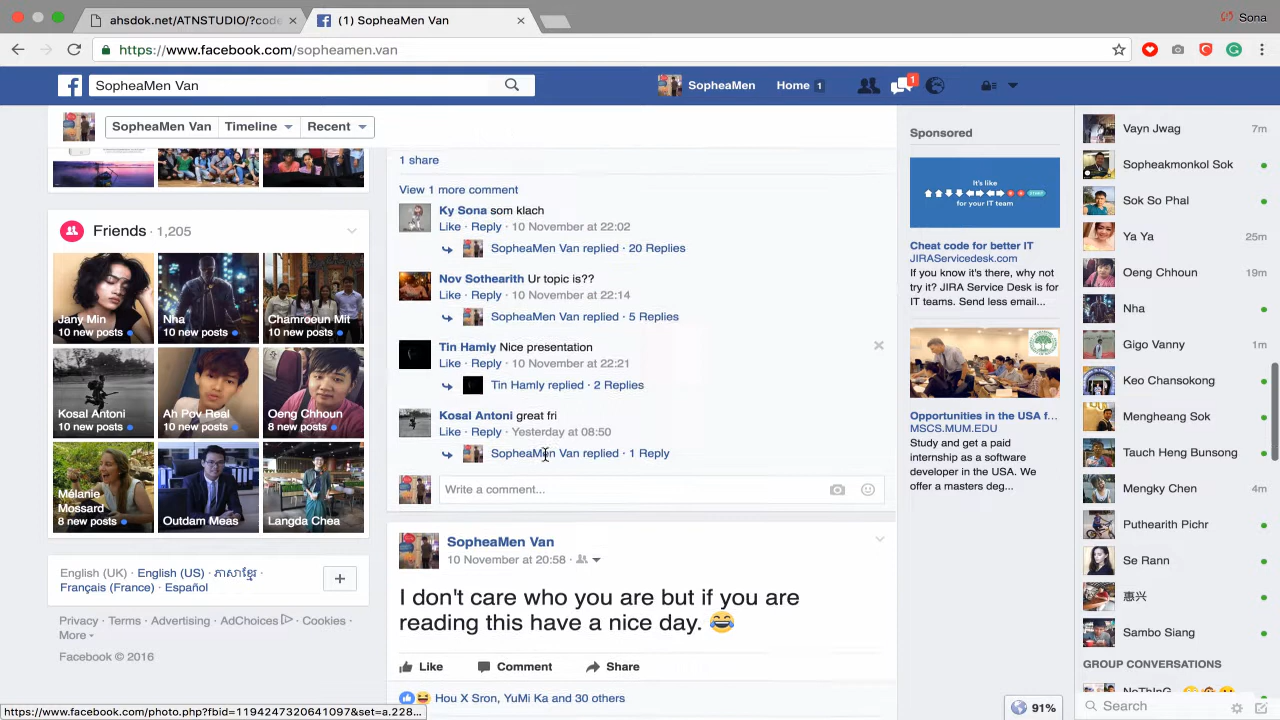 ahsdok.net/ATNSTUDIO/?code
(1) SopheaMen Van
Sona
https://www.facebook.com/sopheamen.van
SopheaMen Van
SopheaMen
Home 1
1
SopheaMen Van
Timeline
Recent
Friends · 1,205
Jany Min
10 new posts
Nha
10 new posts
Chamroeun Mit
10 new posts
Kosal Antoni
10 new posts
Ah Pov Real
10 new posts
Oeng Chhoun
10 new posts
Mélanie
Mossard
8 new posts
Outdam Meas
Langda Chea
English (UK) · English (US) · ភាសាខ្មែរ ·
Français (France) · Español
Privacy · Terms · Advertising · AdChoices · Cookies ·
More
Facebook © 2016
1 share
View 1 more comment
Ky Sona som klach
Like · Reply · 10 November at 22:02
SopheaMen Van replied · 20 Replies
Nov Sothearith Ur topic is??
Like · Reply · 10 November at 22:14
SopheaMen Van replied · 5 Replies
Tin Hamly Nice presentation
Like · Reply · 10 November at 22:21
Tin Hamly replied · 2 Replies
Kosal Antoni great fri
Like · Reply · Yesterday at 08:50
SopheaMen Van replied · 1 Reply
Write a comment...
SopheaMen Van
10 November at 20:58
I don't care who you are but if you are
reading this have a nice day. 😂
Like
Comment
Share
Hou X Sron, YuMi Ka and 30 others
Sponsored
It's like
START
for your IT team.
Cheat code for better IT
JIRAServicedesk.com
If you know it's there, why not
try it? JIRA Service Desk is for
IT teams. Send less email...
Opportunities in the USA f...
MSCS.MUM.EDU
Study and get a paid
internship as a software
developer in the USA. We
offer a masters deg...
Vayn Jwag 7m
Sopheakmonkol Sok
Sok So Phal
Ya Ya 25m
Oeng Chhoun 19m
Nha
Gigo Vanny 1m
Keo Chansokong
Mengheang Sok
Tauch Heng Bunsong
Mengky Chen 4m
Puthearith Pichr
Se Rann
惠兴
Sambo Siang
GROUP CONVERSATIONS
NoThInG
Search
91%
https://www.facebook.com/photo.php?fbid=1194247320641097&set=a.228...